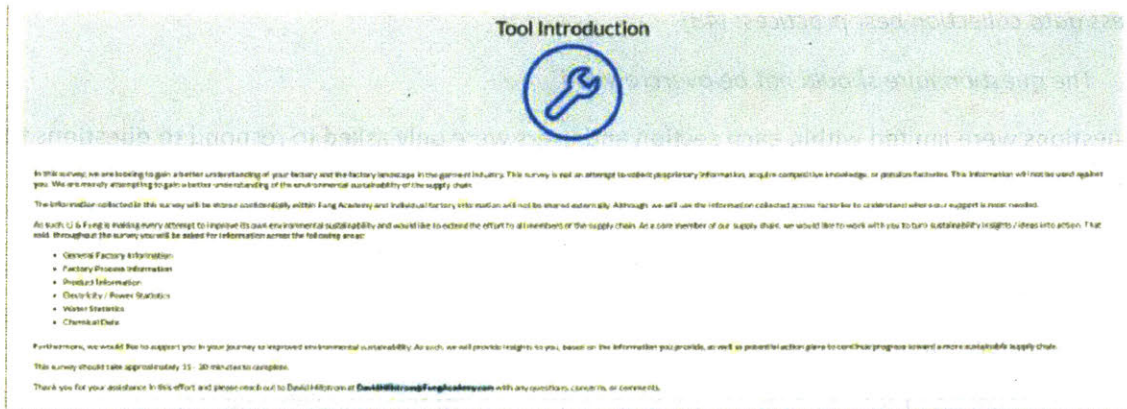 Tool Introduction
In this survey, we are looking to gain a better understanding of your factory and the factory landscape in the garment industry. This survey is not an attempt to collect proprietary information, acquire competitive knowledge, or penalize factories. This information will not be used against
you. We are merely attempting to gain a better understanding of the environmental sustainability of the supply chain.
The information collected in this survey will be stored confidentially within Fung Academy and individual factory information will not be shared externally. Although we will use the information collected across factories to understand where our support is most needed.
As such, Li & Fung is making every attempt to improve its own environmental sustainability and would like to extend the effort to all members of the supply chain. As a core member of our supply chain, we would like to work with you to turn sustainability insights / ideas into action. That
said, throughout the survey you will be asked for information across the following areas:
• General Factory Information
• Factory Process Information
• Product Information
• Electricity / Power Statistics
• Water Statistics
• Chemical Data
Furthermore, we would like to support you in your journey to improved environmental sustainability. As such, we will provide insights to you, based on the information you provide, as well as potential action plans to continue progress toward a more sustainable supply chain.
This survey should take approximately 15 - 20 minutes to complete.
Thank you for your assistance in this effort and please reach out to David Hillstrom at DavidHillstrom@FungAcademy.com with any questions, concerns, or comments.